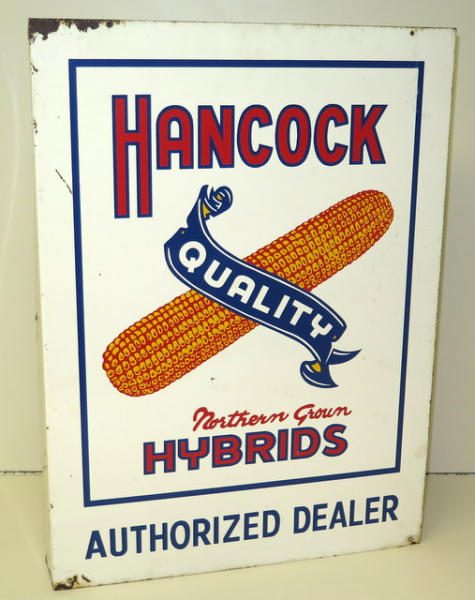 HANCOCK
QUALITY
Northern Grown
HYBRIDS
AUTHORIZED DEALER